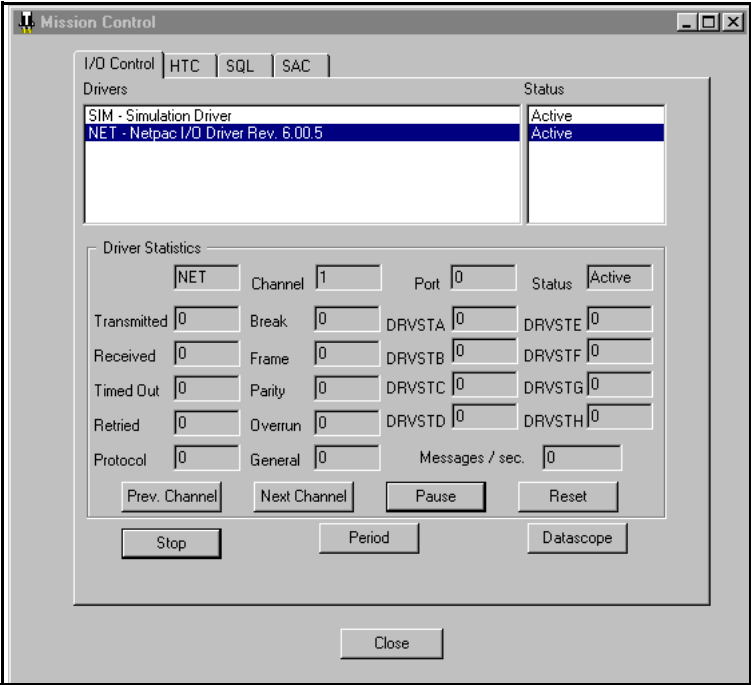 Mission Control
I/O Control HTC SQL SAC
Drivers Status
SIM - Simulation Driver Active
NET - Netpac I/O Driver Rev. 6.00.5 Active
Driver Statistics
NET Channel 1 Port 0 Status Active
Transmitted 0 Break 0 DRVSTA 0 DRVSTE 0
Received 0 Frame 0 DRVSTB 0 DRVSTF 0
Timed Out 0 Parity 0 DRVSTC 0 DRVSTG 0
Retried 0 Overrun 0 DRVSTD 0 DRVSTH 0
Protocol 0 General 0 Messages / sec. 0
Prev. Channel Next Channel Pause Reset
Stop Period Datascope
Close